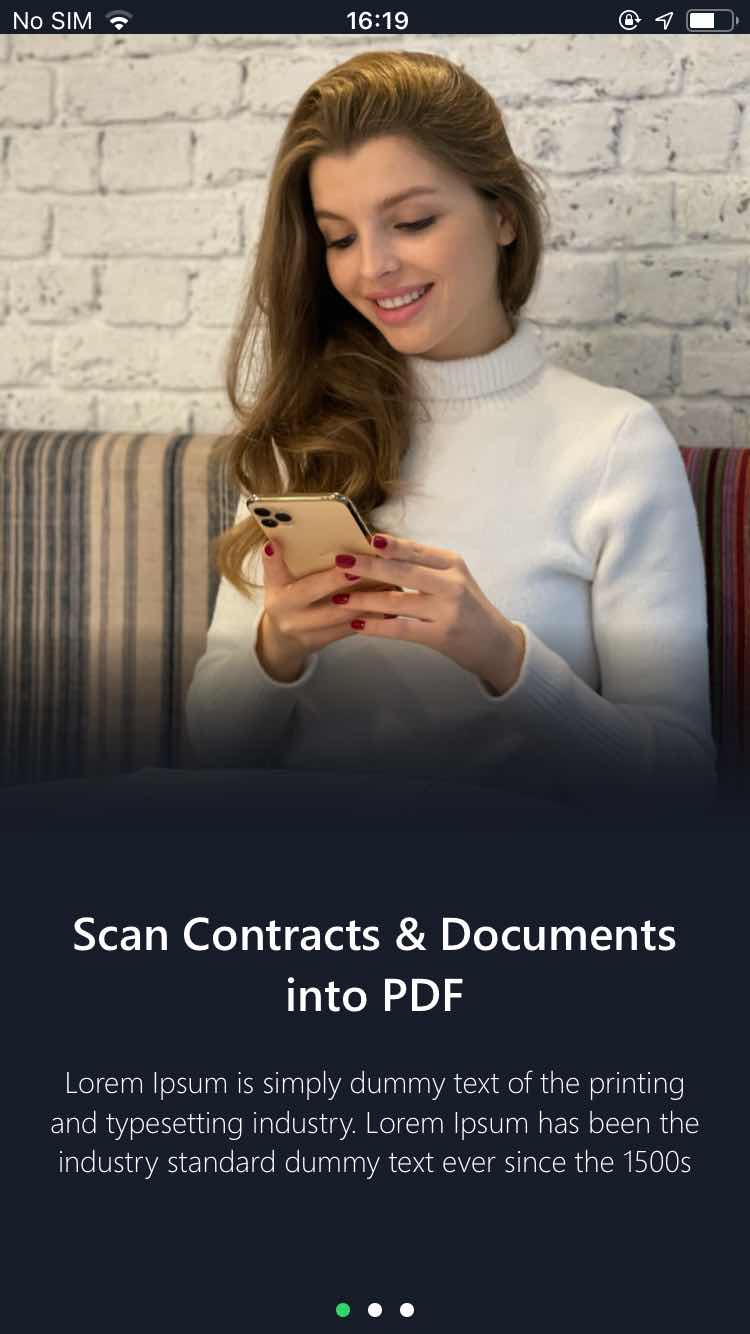 No SIM 16:19
Scan Contracts & Documents
into PDF
Lorem Ipsum is simply dummy text of the printing
and typesetting industry. Lorem Ipsum has been the
industry standard dummy text ever since the 1500s